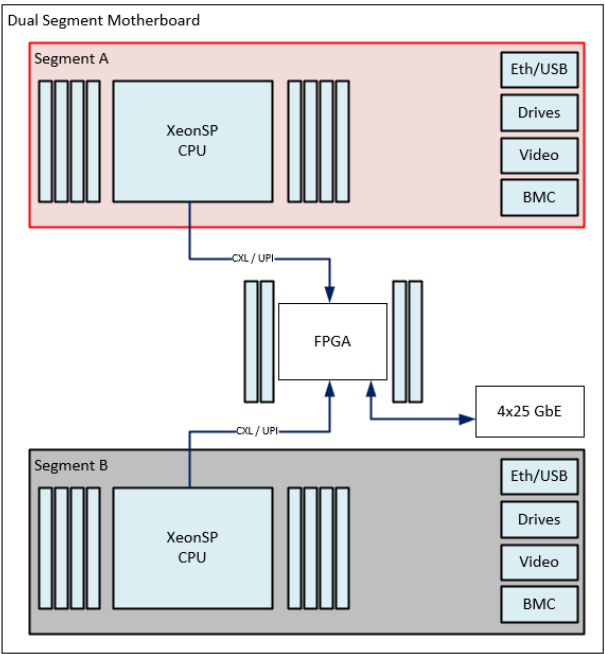 Dual Segment Motherboard
Segment A
XeonSP
CPU
Eth/USB
Drives
Video
BMC
CXL / UPI
FPGA
4x25 GbE
CXL / UPI
Segment B
XeonSP
CPU
Eth/USB
Drives
Video
BMC